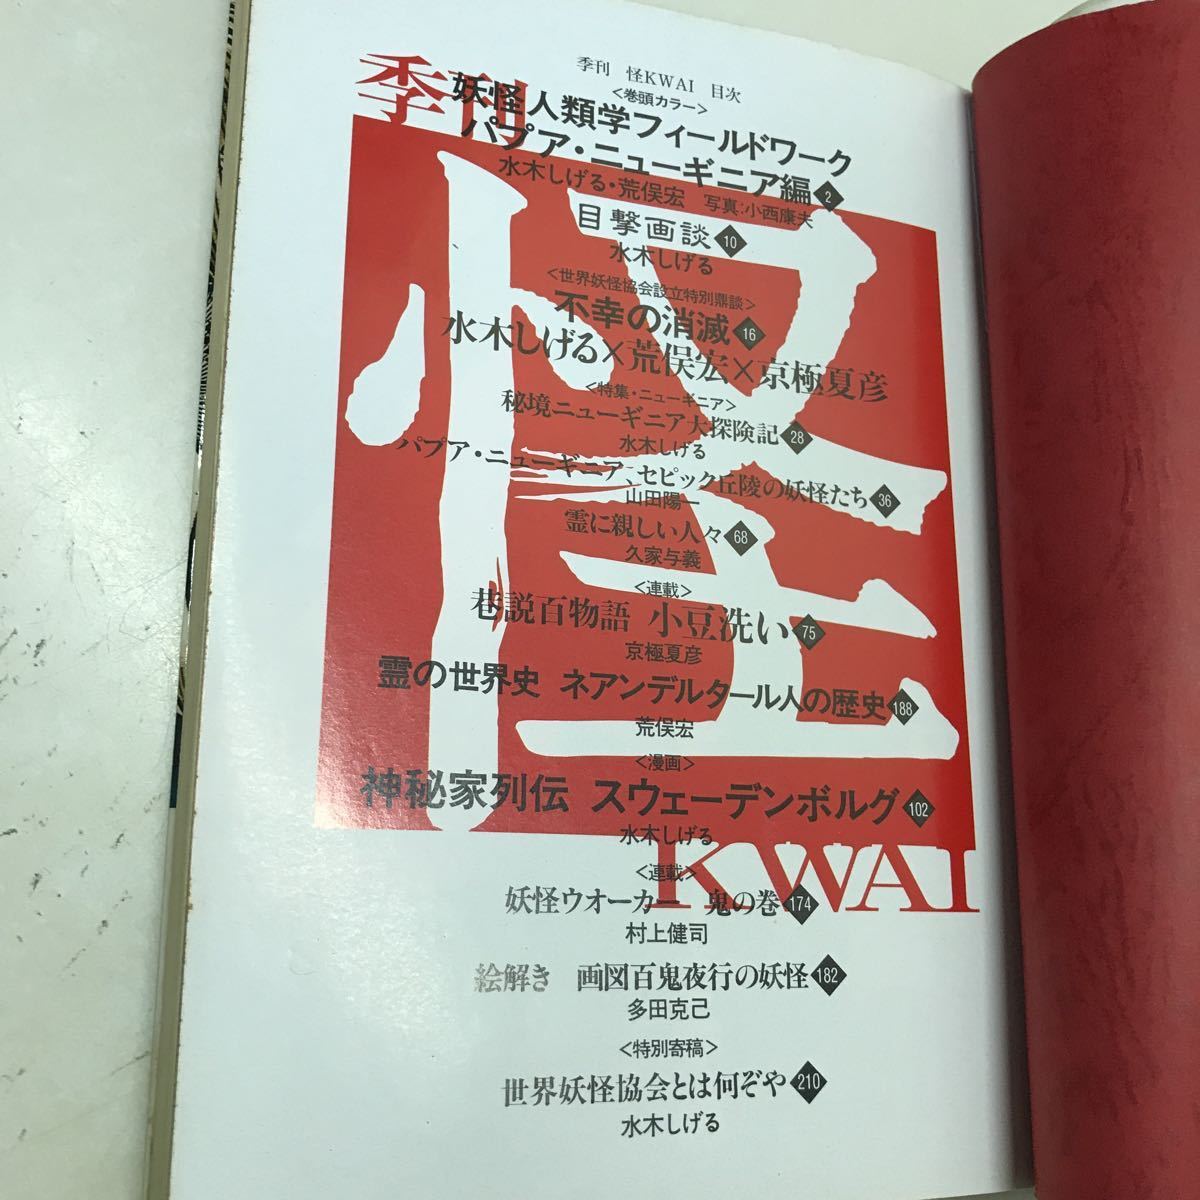 季刊 怪KWAI 目次
<巻頭カラー>
妖怪人類学フィールドワーク
パプア・ニューギニア編 2
水木しげる・荒俣宏 写真:小西康夫
目撃画談 10
水木しげる
<世界妖怪協会設立特別鼎談>
不幸の消滅 16
水木しげる×荒俣宏×京極夏彦
<特集・ニューギニア>
秘境ニューギニア大探険記 28
水木しげる
パプア・ニューギニア、セピック丘陵の妖怪たち 36
山田陽一
霊に親しい人々 68
久家与義
<連載>
巷説百物語 小豆洗い 75
京極夏彦
霊の世界史 ネアンデルタール人の歴史 188
荒俣宏
<漫画>
神秘家列伝 スウェーデンボルグ 102
水木しげる
<連載>
妖怪ウオーカー 鬼の巻 174
村上健司
絵解き 画図百鬼夜行の妖怪 182
多田克己
<特別寄稿>
世界妖怪協会とは何ぞや 210
水木しげる
季刊
怪
KWAI